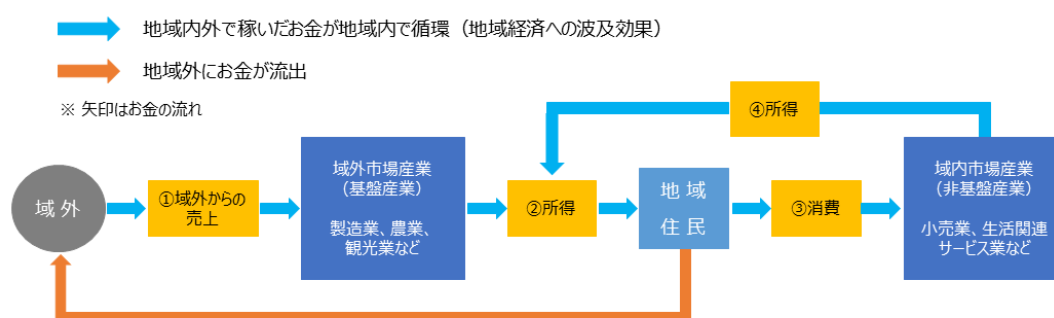 地域内外で稼いだお金が地域内で循環（地域経済への波及効果）
地域外にお金が流出
※ 矢印はお金の流れ
④所得
域外
①域外からの
売上
域外市場産業
（基盤産業）
製造業、農業、
観光業など
②所得
地域
住民
③消費
域内市場産業
（非基盤産業）
小売業、生活関連
サービス業など